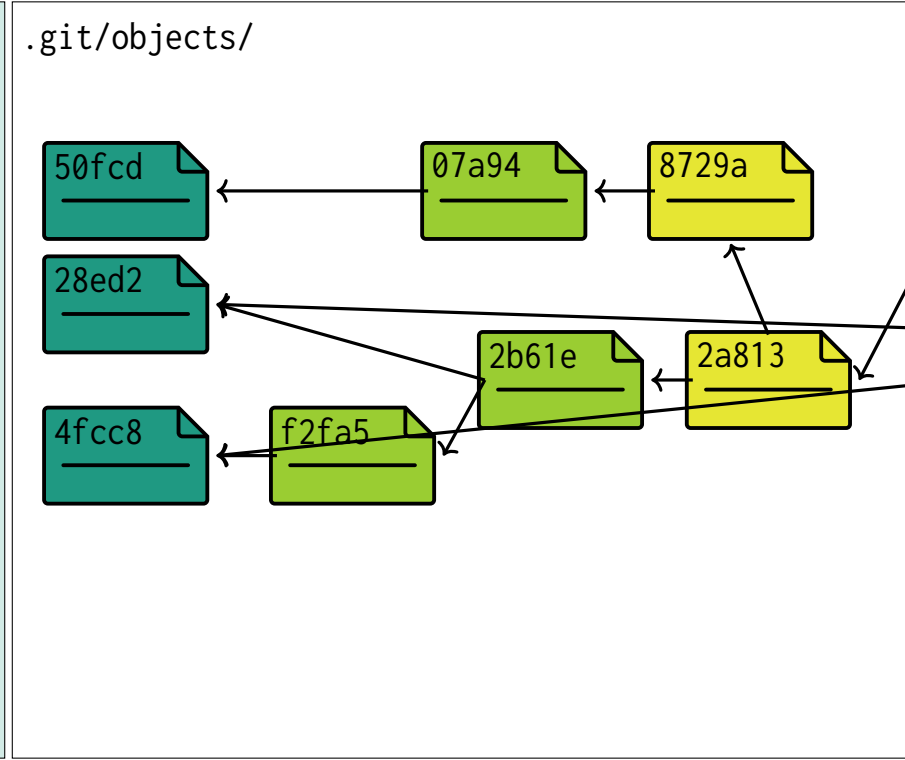 .git/objects/
50fcd
07a94
8729a
28ed2
2b61e
2a813
4fcc8
f2fa5